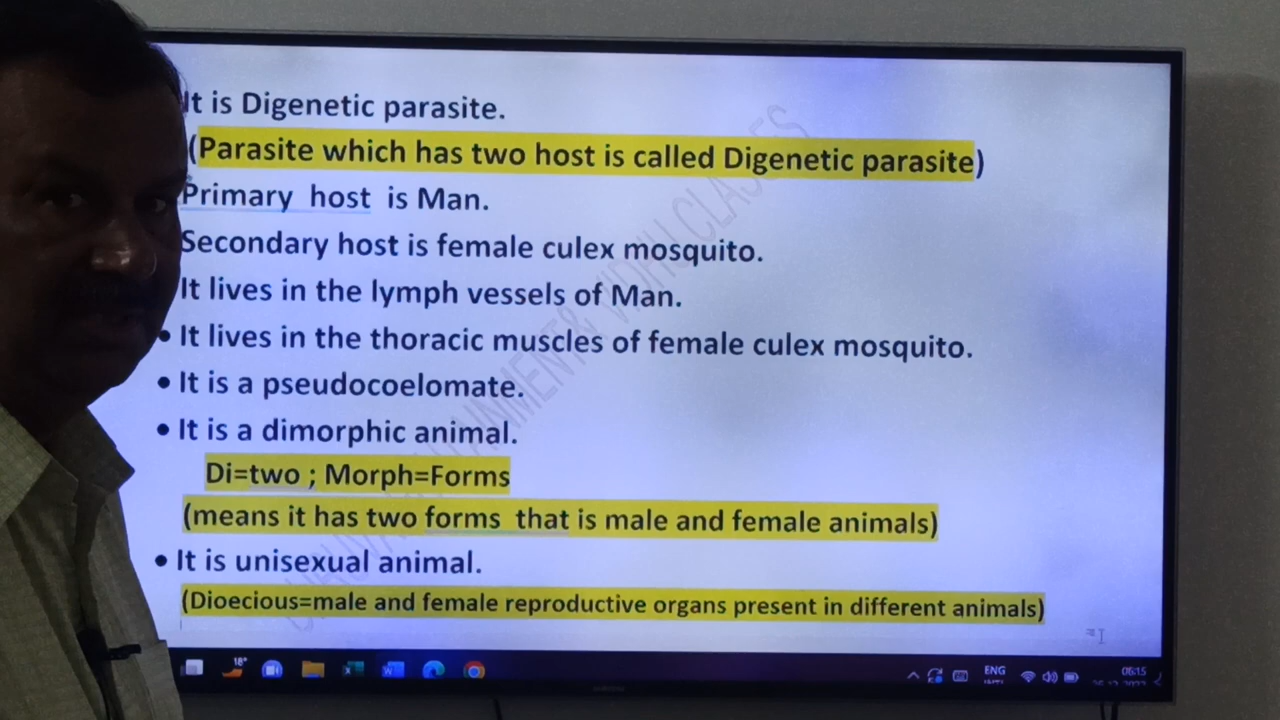 It is Digenetic parasite.
(Parasite which has two host is called Digenetic parasite)
Primary host is Man.
Secondary host is female culex mosquito.
It lives in the lymph vessels of Man.
• It lives in the thoracic muscles of female culex mosquito.
• It is a pseudocoelomate.
• It is a dimorphic animal.
Di=two ; Morph=Forms
(means it has two forms that is male and female animals)
• It is unisexual animal.
(Dioecious=male and female reproductive organs present in different animals)
18°
ENG
06:15